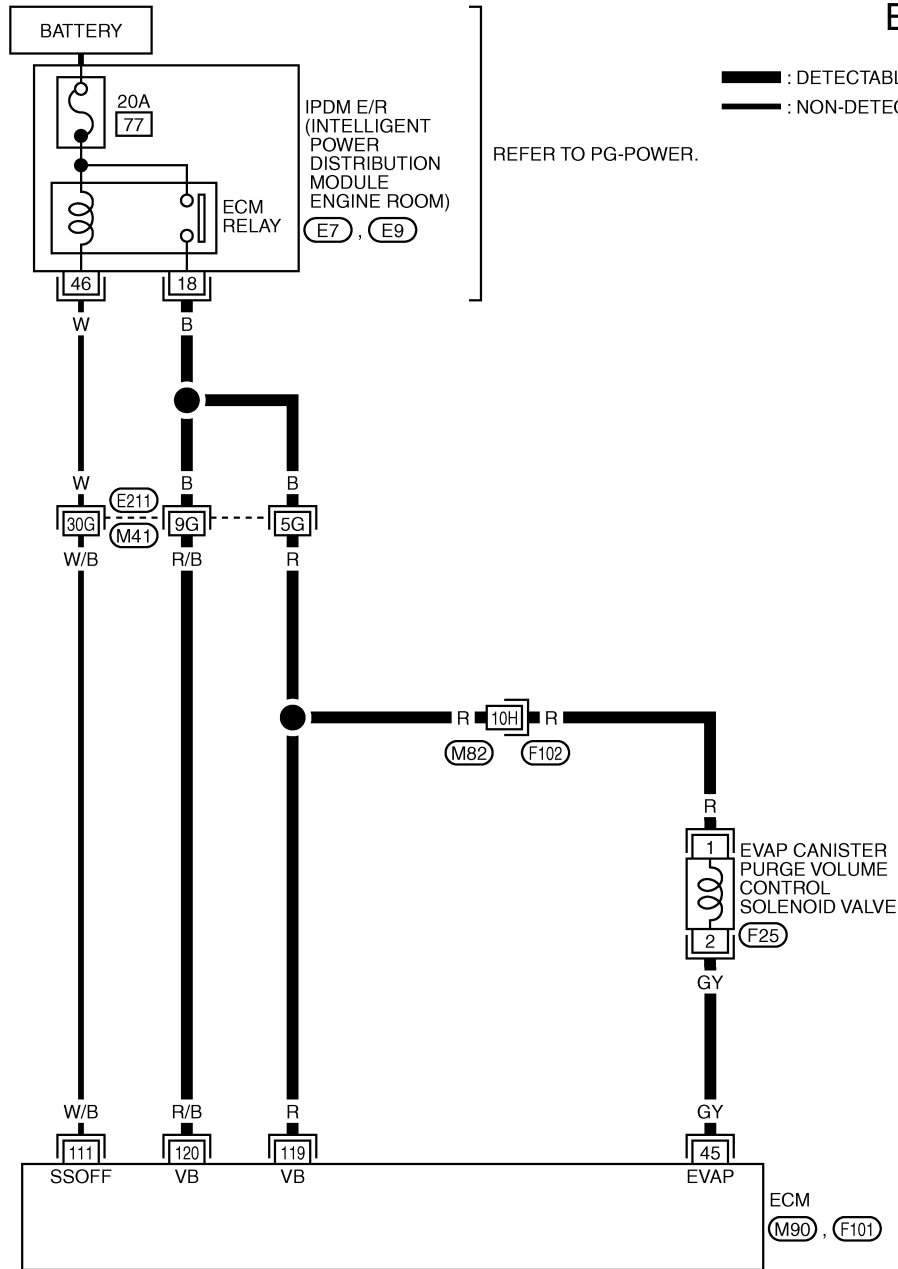 BATTERY
E
: DETECTABL
: NON-DETEC
20A
77
IPDM E/R
(INTELLIGENT
POWER
DISTRIBUTION
MODULE
ENGINE ROOM)
E7 , E9
REFER TO PG-POWER.
ECM
RELAY
46 18
W B
W B B
E211
30G 9G 5G
M41
W/B R/B R
R 10H R
M82 F102
R
1
EVAP CANISTER
PURGE VOLUME
CONTROL
SOLENOID VALVE
2
F25
GY
W/B R/B R GY
111 120 119 45
SSOFF VB VB EVAP
ECM
M90 , F101